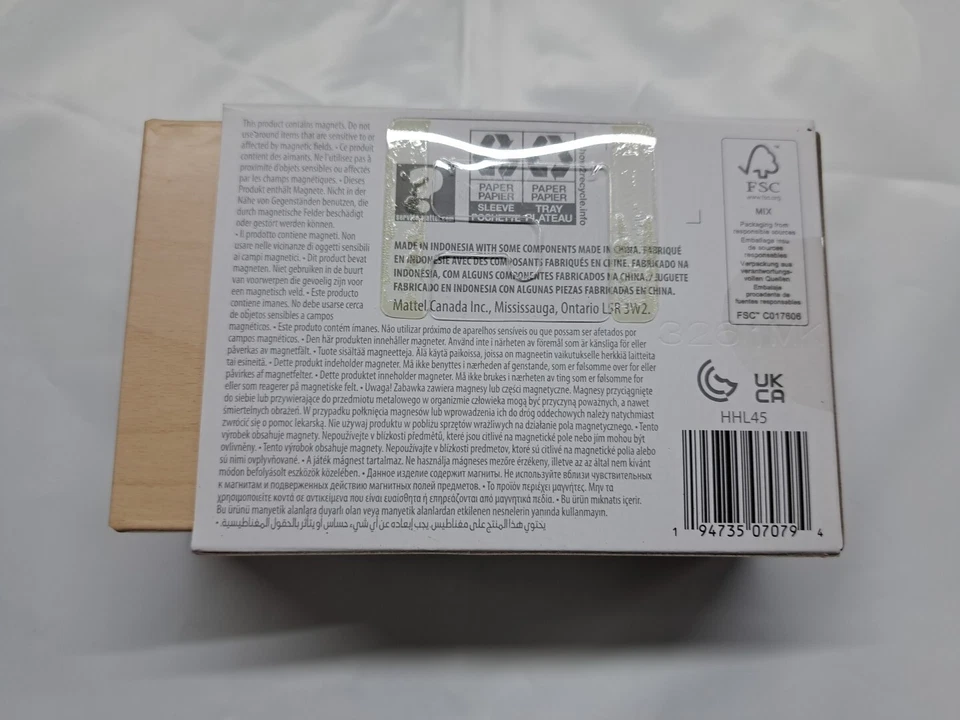 This product contains magnets. Do not
use around items that are sensitive to or
affected by magnetic fields. • Ce produit
contient des aimants. Ne l'utilisez pas à
proximité d'objets sensibles ou affectés
par les champs magnétiques. • Dieses
Produkt enthält Magnete. Nicht in der
Nähe von Gegenständen benutzen, die
durch magnetische Felder beschädigt
oder gestört werden können.
• Il prodotto contiene magneti. Non
usare nelle vicinanze di oggetti sensibili
ai campi magnetici. • Dit product bevat
magneten. Niet gebruiken in de buurt
van voorwerpen die gevoelig zijn voor
een magnetisch veld. • Este producto
contiene imanes. No debe usarse cerca
de objetos sensibles a campos
magnéticos. • Este produto contém ímanes. Não utilizar próximo de aparelhos sensíveis ou que possam ser afetados por
campos magnéticos. • Den här produkten innehåller magneter. Använd inte i närheten av föremål som är känsliga för eller
påverkas av magnetfält. • Tuote sisältää magneetteja. Älä käytä paikoissa, joissa on magneetin vaikutukselle herkkiä laitteita
tai esineitä. • Dette produkt indeholder magneter. Må ikke benyttes i nærheden af genstande, som er følsomme over for eller
påvirkes af magnetfelter. • Dette produktet inneholder magneter. Må ikke brukes i nærheten av ting som er følsomme for
eller som reagerer på magnetiske felt. • Uwaga! Zabawka zawiera magnesy lub części magnetyczne. Magnesy przyciągnięte
do siebie lub przywierające do przedmiotu metalowego w organizmie człowieka mogą być przyczyną poważnych, a nawet
śmiertelnych obrażeń. W przypadku połknięcia magnesów lub wprowadzenia ich do dróg oddechowych należy natychmiast
zwrócić się o pomoc lekarską. Nie używaj produktu w pobliżu sprzętów wrażliwych na działanie pola magnetycznego. • Tento
výrobek obsahuje magnety. Nepoužívejte v blízkosti předmětů, které jsou citlivé na magnetické pole nebo jím mohou být
ovlivněny. • Tento výrobok obsahuje magnety. Nepoužívajte v blízkosti predmetov, ktoré sú citlivé na magnetické polia alebo
sú nimi ovplyvňované. • A játék mágnest tartalmaz. Ne használja mágneses mezőre érzékeny, illetve az az által nem kívánt
módon befolyásolt eszközök közelében. • Данное изделие содержит магниты. Не используйте вблизи чувствительных
к магнитам и подверженных действию магнитных полей предметов. • Το προϊόν περιέχει μαγνήτες. Μην τα
χρησιμοποιείτε κοντά σε αντικείμενα που είναι ευαίσθητα ή επηρεάζονται από μαγνητικά πεδία. • Bu ürün mıknatıs içerir.
Bu ürünü manyetik alanlara duyarlı olan veya manyetik alanlardan etkilenen nesnelerin yanında kullanmayın.
يحتوي هذا المنتج على مغناطيس. يجب إبعاده عن أي شيء حساس أو يتأثر بالحقول المغناطيسية. •
PAPER PAPER
PAPIER PAPIER
SLEEVE TRAY
POCHETTE PLATEAU
MADE IN INDONESIA WITH SOME COMPONENTS MADE IN CHINA. FABRIQUÉ
EN INDONÉSIE AVEC DES COMPOSANTS FABRIQUÉS EN CHINE. FABRICADO NA
INDONÉSIA, COM ALGUNS COMPONENTES FABRICADOS NA CHINA. JUGUETE
FABRICADO EN INDONESIA CON ALGUNAS PIEZAS FABRICADAS EN CHINA.
Mattel Canada Inc., Mississauga, Ontario L5R 3W2.
FSC
www.fsc.org
MIX
Packaging from
responsible sources
Emballage issu
de sources
responsables
Verpackung aus
verantwortungs-
vollen Quellen
Embalaje
procedente de
fuentes responsables
FSC™ C017606
UK
CA
HHL45
1 94735 07079 4